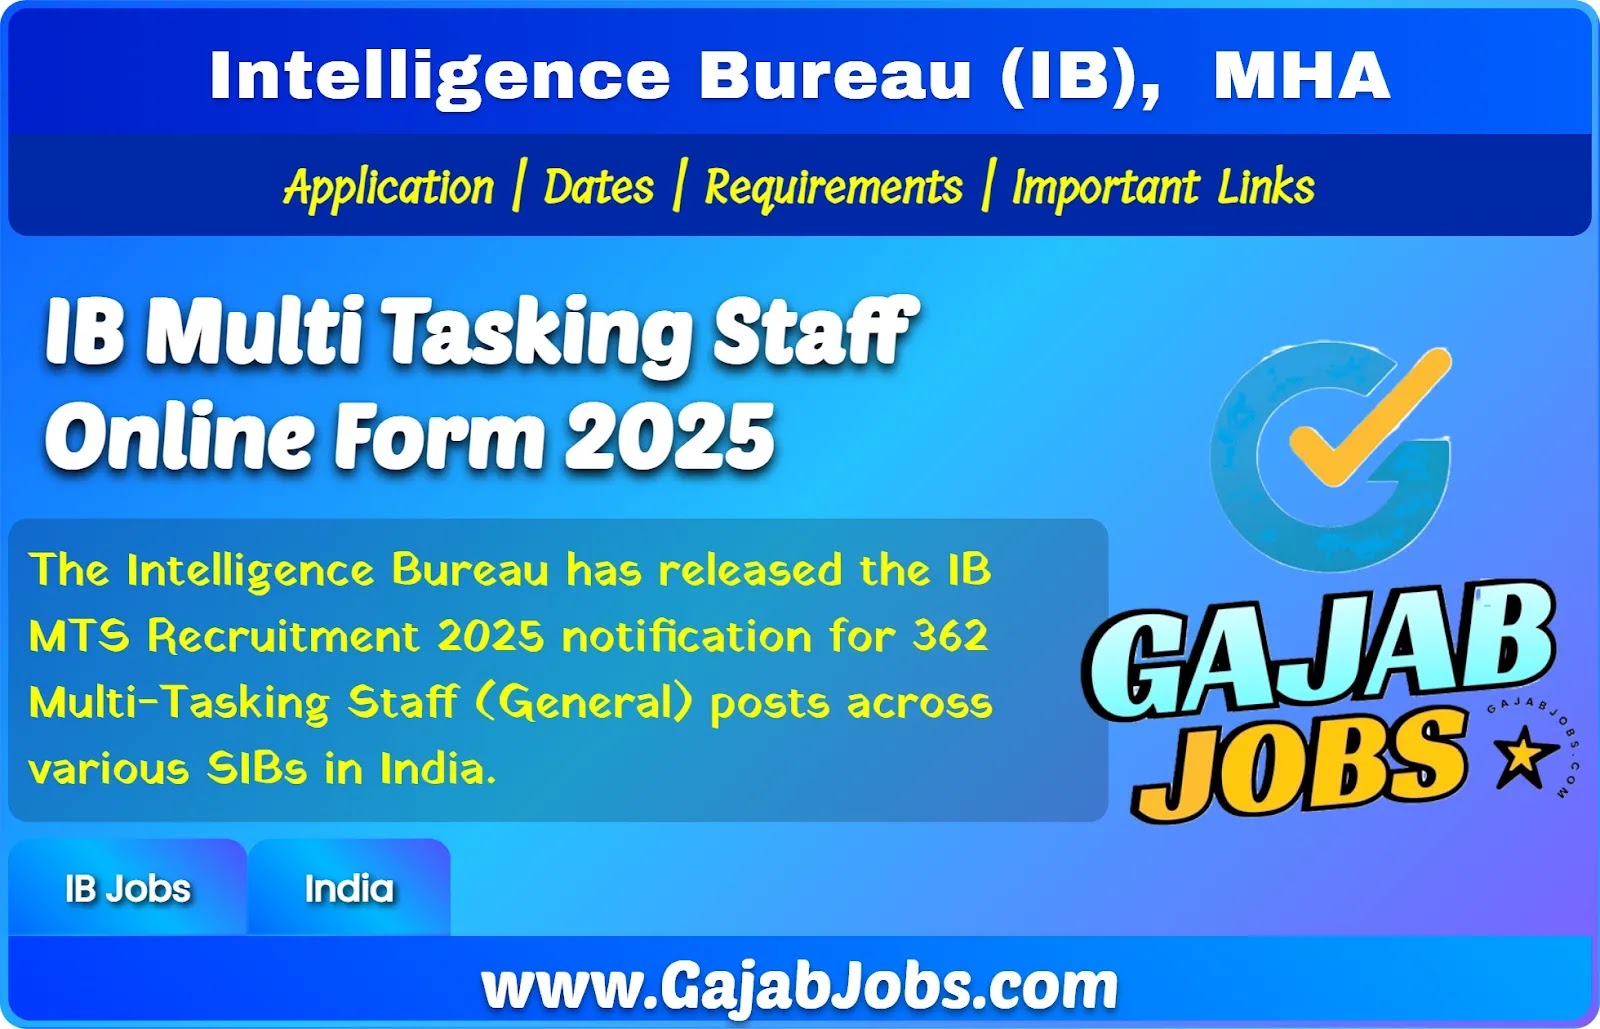 Intelligence Bureau (IB), MHA
Application | Dates | Requirements | Important Links
IB Multi Tasking Staff
Online Form 2025
The Intelligence Bureau has released the IB
MTS Recruitment 2025 notification for 362
Multi-Tasking Staff (General) posts across
various SIBs in India.
GAJAB
JOBS
GAJABJOBS.COM
IB Jobs
India
www.GajabJobs.com